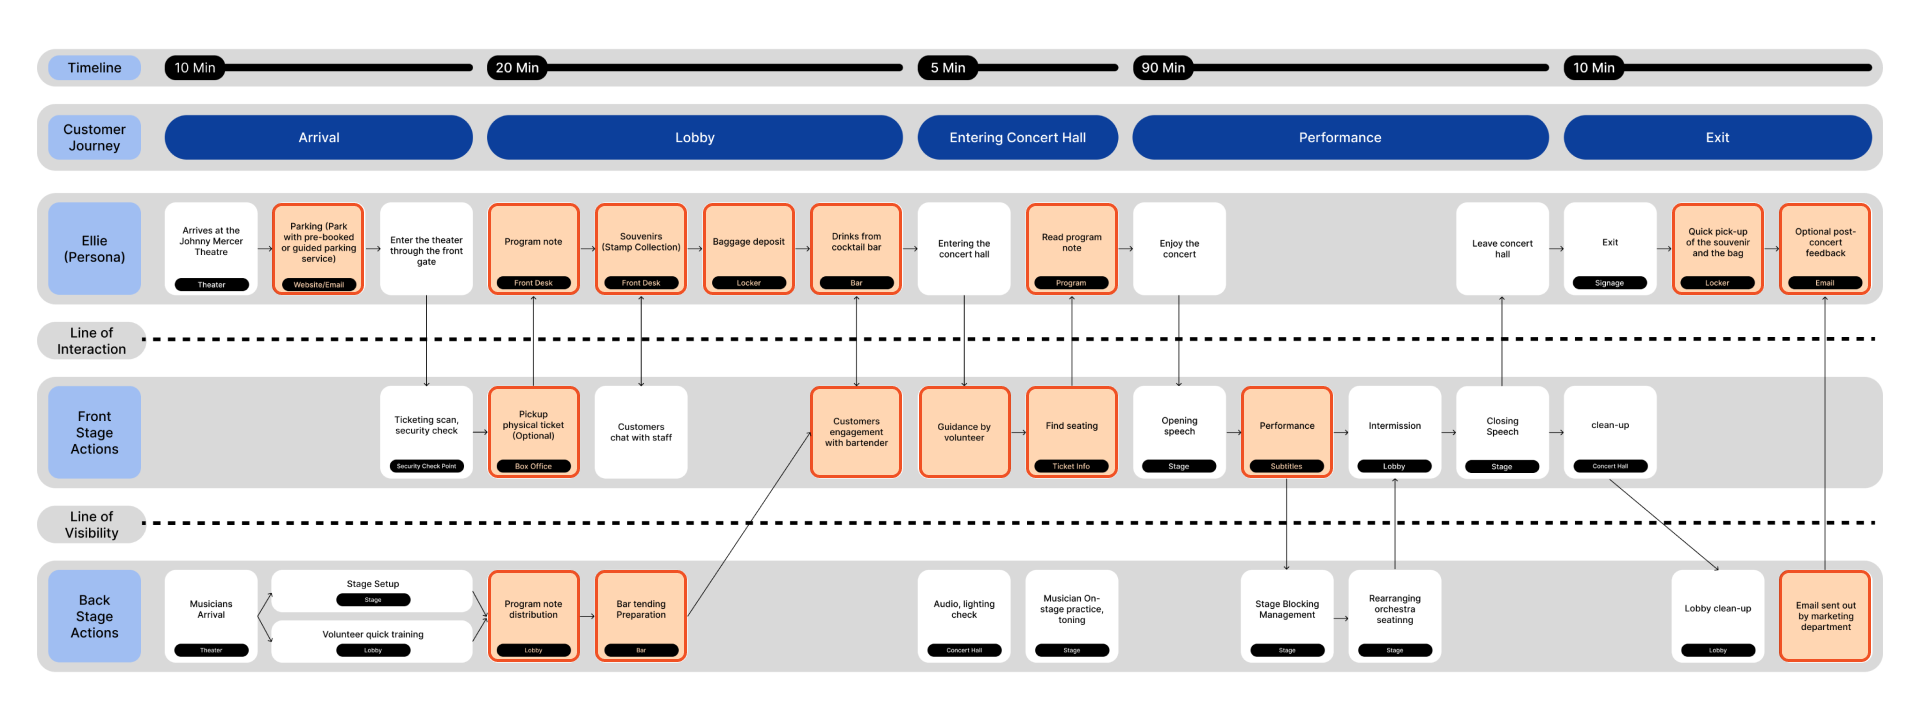 Timeline
10 Min
20 Min
5 Min
90 Min
10 Min
Customer
Journey
Arrival
Lobby
Entering Concert Hall
Performance
Exit
Ellie
(Persona)
Arrives at the
Johnny Mercer
Theatre
Theater
Parking (Park
with pre-booked
or guided parking
service)
Website/Email
Enter the theater
through the front
gate
Program note
Front Desk
Souvenirs
(Stamp Collection)
Front Desk
Baggage deposit
Locker
Drinks from
cocktail bar
Bar
Entering the
concert hall
Read program
note
Program
Enjoy the
concert
Leave concert
hall
Exit
Signage
Quick pick-up
of the souvenir
and the bag
Locker
Optional post-
concert
feedback
Email
Line of
Interaction
Front
Stage
Actions
Ticketing scan,
security check
Security Check Point
Pickup
physical ticket
(Optional)
Box Office
Customers
chat with staff
Customers
engagement
with bartender
Guidance by
volunteer
Find seating
Ticket Info
Opening
speech
Stage
Performance
Subtitles
Intermission
Lobby
Closing
Speech
Stage
clean-up
Concert Hall
Line of
Visibility
Back
Stage
Actions
Musicians
Arrival
Theater
Stage Setup
Stage
Volunteer quick training
Lobby
Program note
distribution
Lobby
Bar tending
Preparation
Bar
Audio, lighting
check
Concert Hall
Musician On-
stage practice,
toning
Stage
Stage Blocking
Management
Stage
Rearranging
orchestra
seatinng
Stage
Lobby clean-up
Lobby
Email sent out
by marketing
department